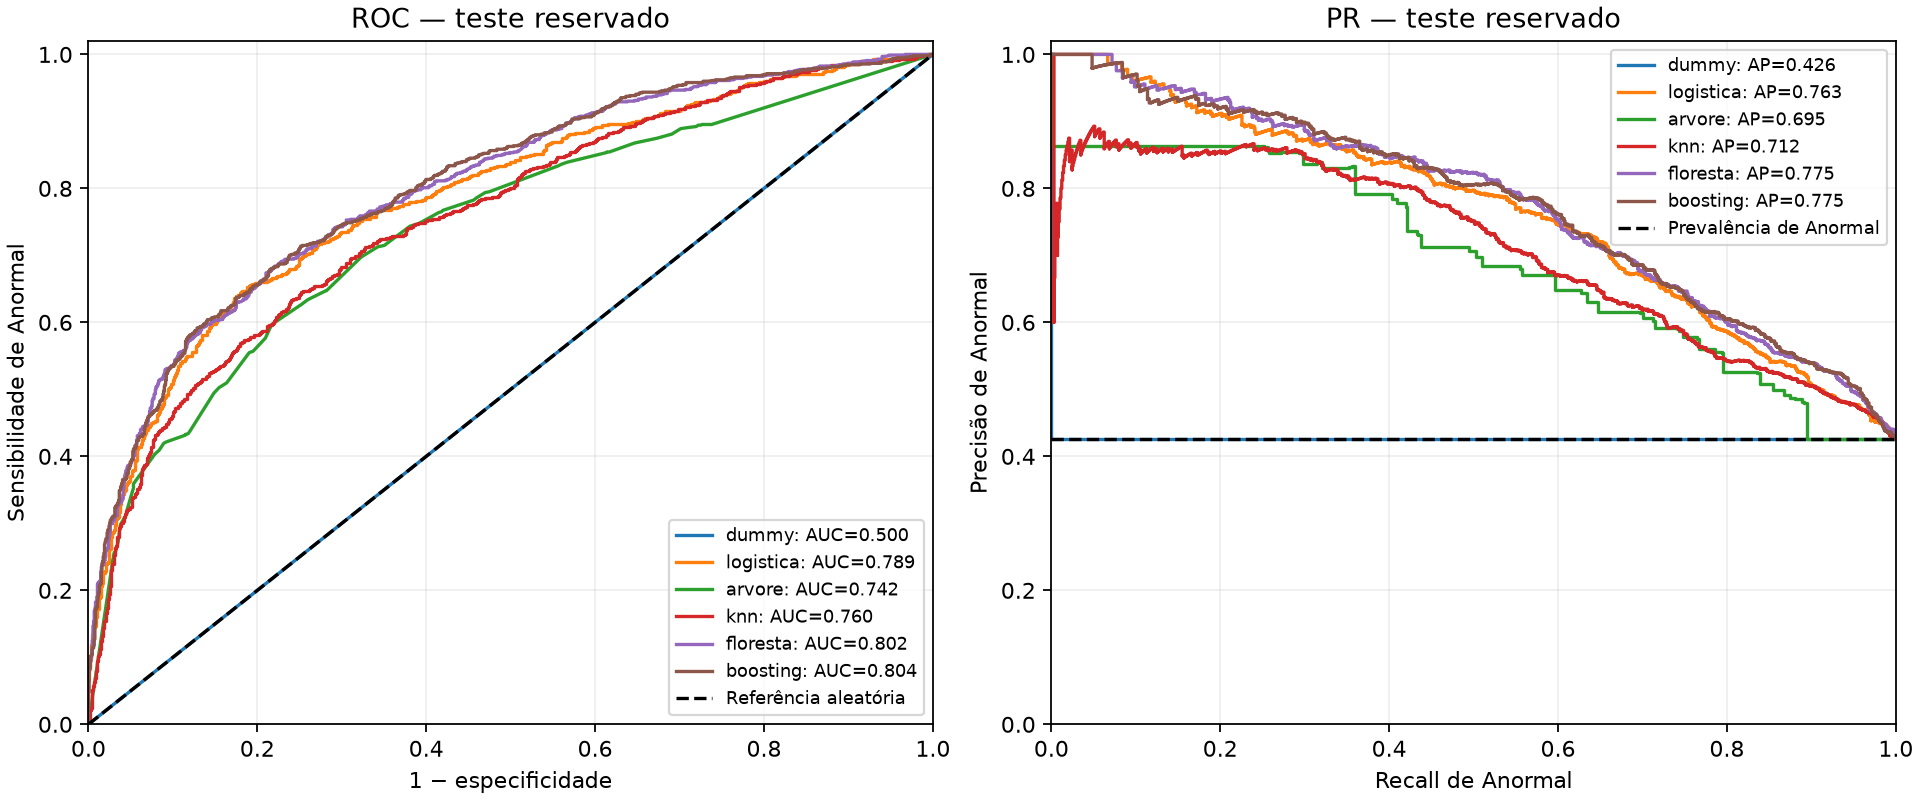 ROC — teste reservado
Sensibilidade de Anormal
1.0
0.8
0.6
0.4
0.2
0.0
dummy: AUC=0.500
logistica: AUC=0.789
arvore: AUC=0.742
knn: AUC=0.760
floresta: AUC=0.802
boosting: AUC=0.804
Referência aleatória
0.0 0.2 0.4 0.6 0.8 1.0
1 − especificidade
PR — teste reservado
Precisão de Anormal
1.0
0.8
0.6
0.4
0.2
0.0
dummy: AP=0.426
logistica: AP=0.763
arvore: AP=0.695
knn: AP=0.712
floresta: AP=0.775
boosting: AP=0.775
Prevalência de Anormal
0.0 0.2 0.4 0.6 0.8 1.0
Recall de Anormal